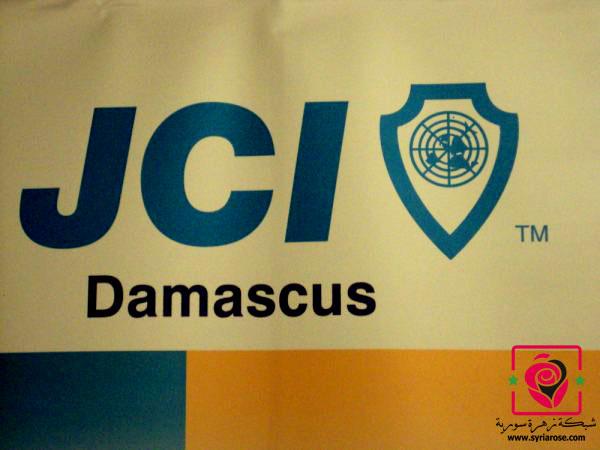 JCI
TM
Damascus
شبكة زهرة سورية
www.syriarose.com